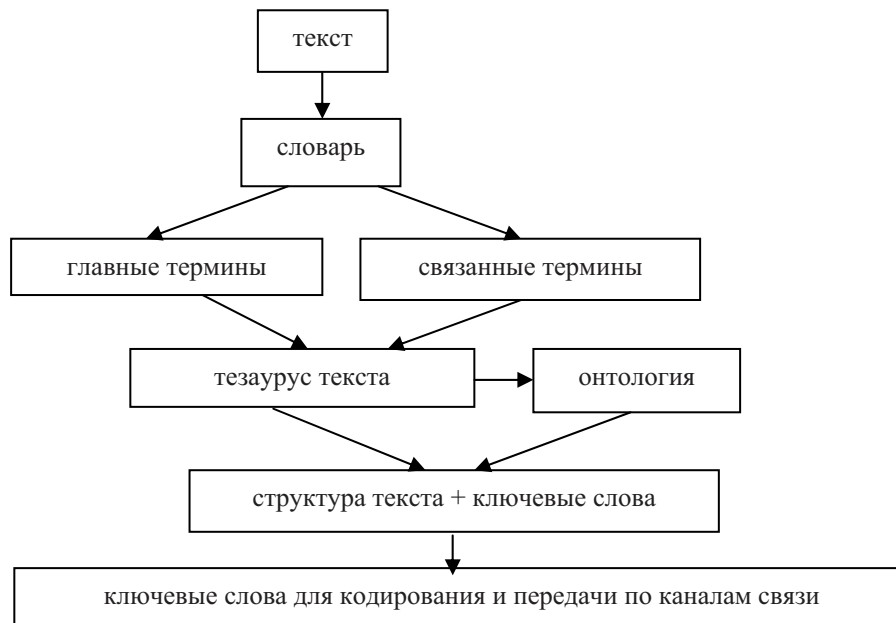 текст
словарь
главные термины
связанные термины
тезаурус текста
онтология
структура текста + ключевые слова
ключевые слова для кодирования и передачи по каналам связи